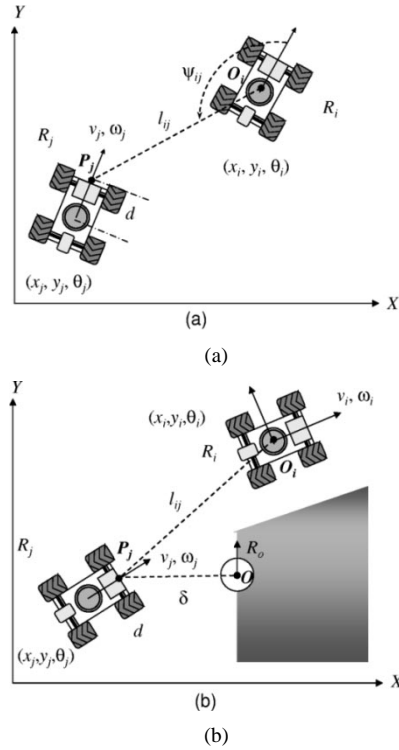 Y
ψij
Oi
Ri
Rj
vj, ωj
lij
Pj
d
(xi, yi, θi)
(xj, yj, θj)
X
(a)
(a)
Y
(xi,yi,θi)
vi, ωi
Ri
Oi
lij
Rj
Pj
vj, ωj
Ro
O
δ
d
(xj,yj,θj)
X
(b)
(b)